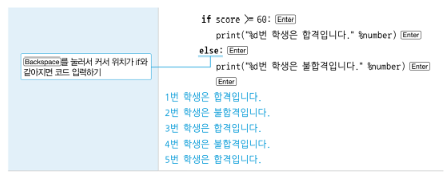 if score >= 60: Enter
print("%d번 학생은 합격입니다." %number) Enter
else: Enter
Backspace를 눌러서 커서 위치가 if와
같아지면 코드 입력하기
print("%d번 학생은 불합격입니다." %number) Enter
Enter
1번 학생은 합격입니다.
2번 학생은 불합격입니다.
3번 학생은 합격입니다.
4번 학생은 불합격입니다.
5번 학생은 합격입니다.